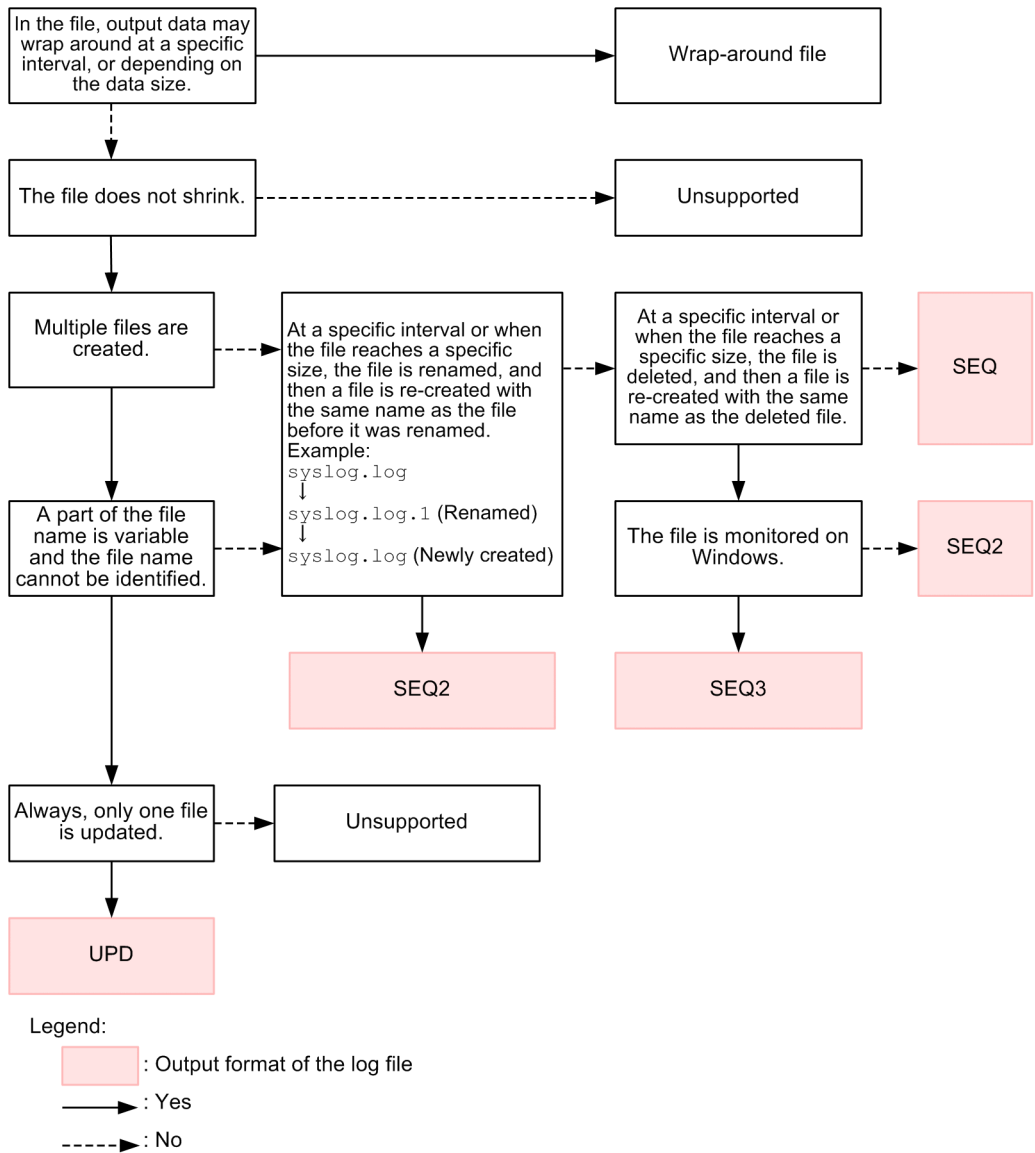 In the file, output data may
wrap around at a specific
interval, or depending on
the data size.
Wrap-around file
The file does not shrink.
Unsupported
Multiple files are
created.
At a specific interval or when
the file reaches a specific
size, the file is renamed, and
then a file is re-created with
the same name as the file
before it was renamed.
Example:
syslog.log
↓
syslog.log.1 (Renamed)
↓
syslog.log (Newly created)
At a specific interval or
when the file reaches a
specific size, the file is
deleted, and then a file is
re-created with the same
name as the deleted file.
SEQ
A part of the file
name is variable
and the file name
cannot be identified.
The file is monitored on
Windows.
SEQ2
SEQ2
SEQ3
Always, only one file
is updated.
Unsupported
UPD
Legend:
: Output format of the log file
: Yes
: No